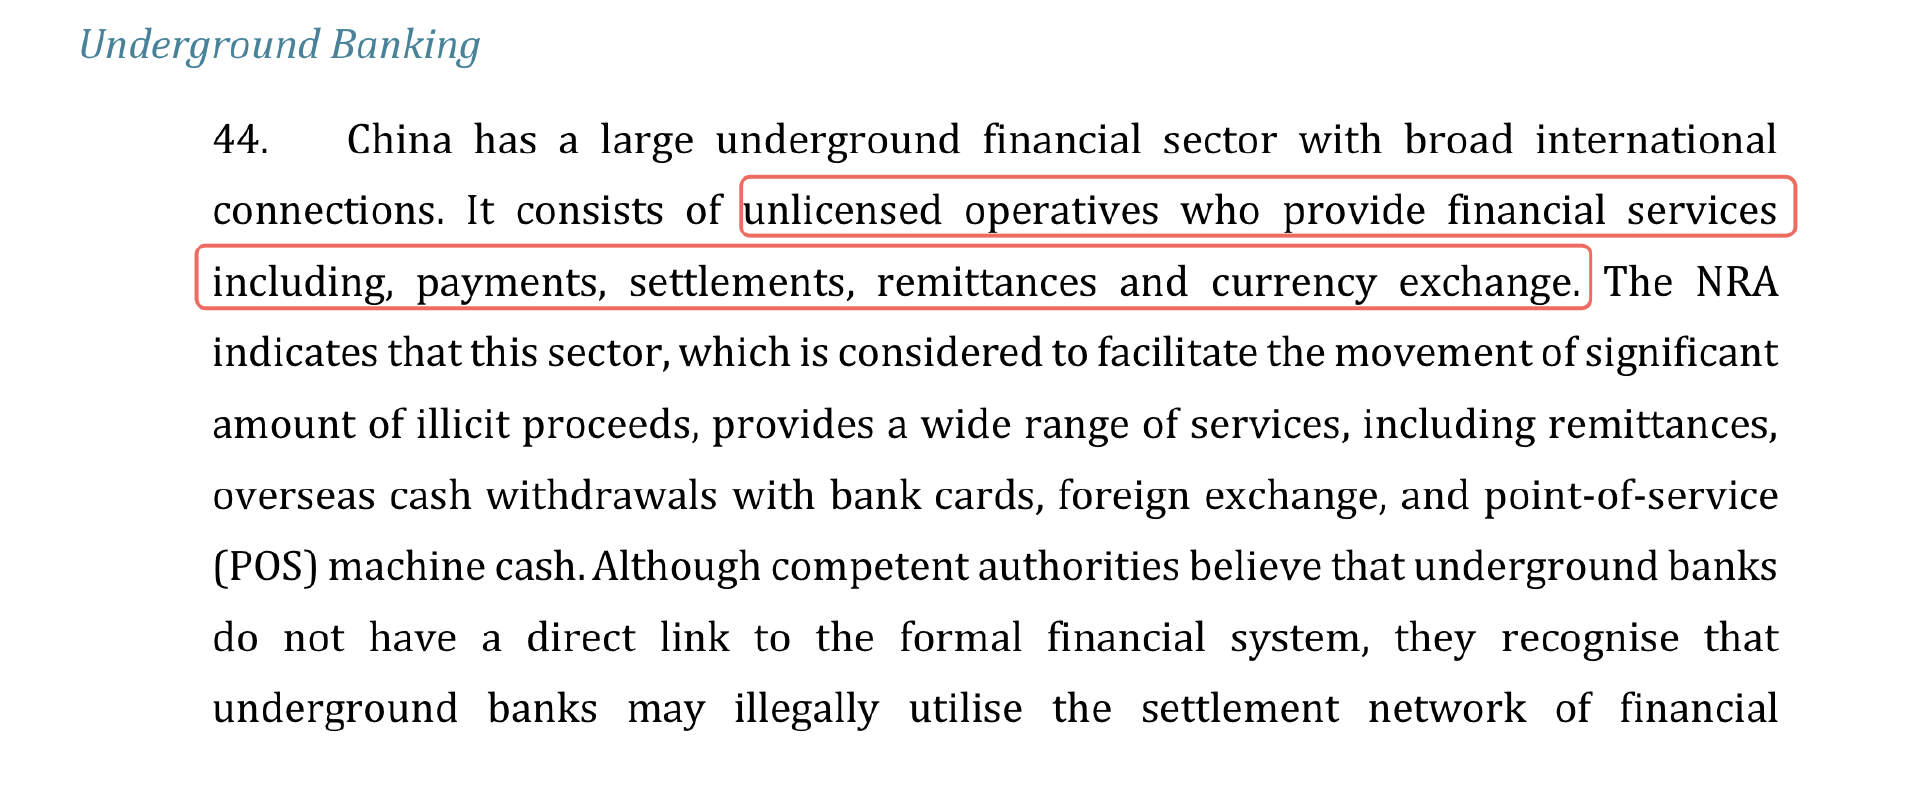 Underground Banking
44. China has a large underground financial sector with broad international
connections. It consists of unlicensed operatives who provide financial services
including, payments, settlements, remittances and currency exchange. The NRA
indicates that this sector, which is considered to facilitate the movement of significant
amount of illicit proceeds, provides a wide range of services, including remittances,
overseas cash withdrawals with bank cards, foreign exchange, and point-of-service
(POS) machine cash. Although competent authorities believe that underground banks
do not have a direct link to the formal financial system, they recognise that
underground banks may illegally utilise the settlement network of financial